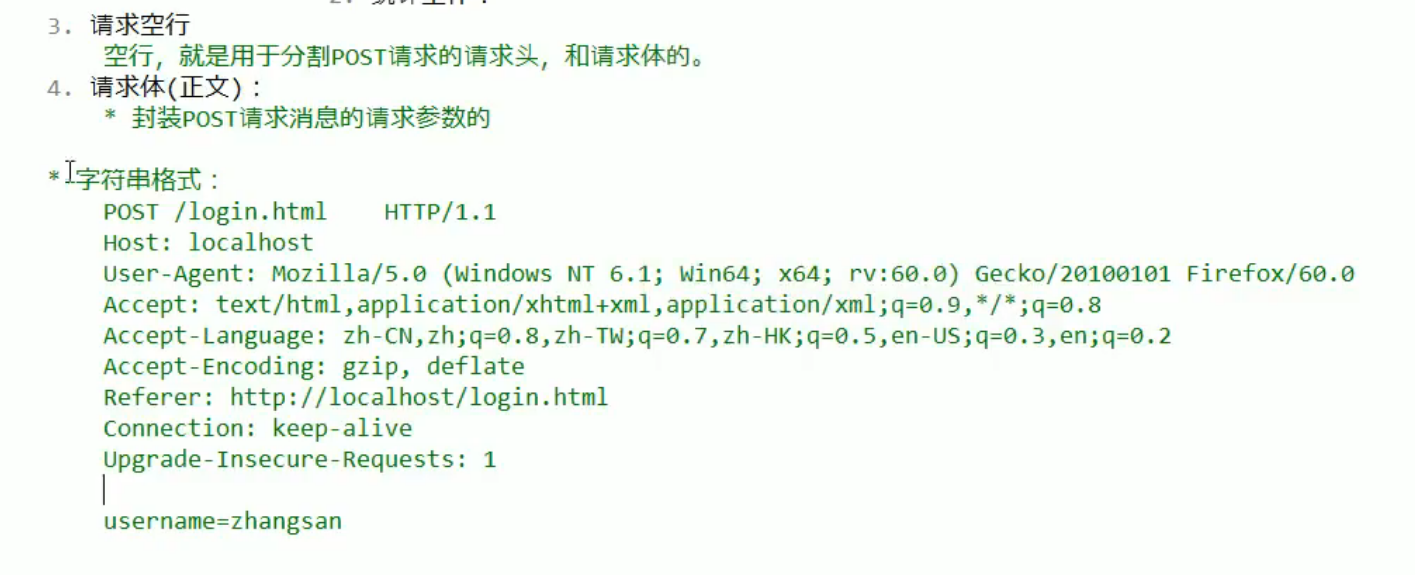 3. 请求空行
空行，就是用于分割POST请求的请求头，和请求体的。
4. 请求体(正文)：
* 封装POST请求消息的请求参数的
* 字符串格式：
POST /login.html    HTTP/1.1
Host: localhost
User-Agent: Mozilla/5.0 (Windows NT 6.1; Win64; x64; rv:60.0) Gecko/20100101 Firefox/60.0
Accept: text/html,application/xhtml+xml,application/xml;q=0.9,*/*;q=0.8
Accept-Language: zh-CN,zh;q=0.8,zh-TW;q=0.7,zh-HK;q=0.5,en-US;q=0.3,en;q=0.2
Accept-Encoding: gzip, deflate
Referer: http://localhost/login.html
Connection: keep-alive
Upgrade-Insecure-Requests: 1
username=zhangsan